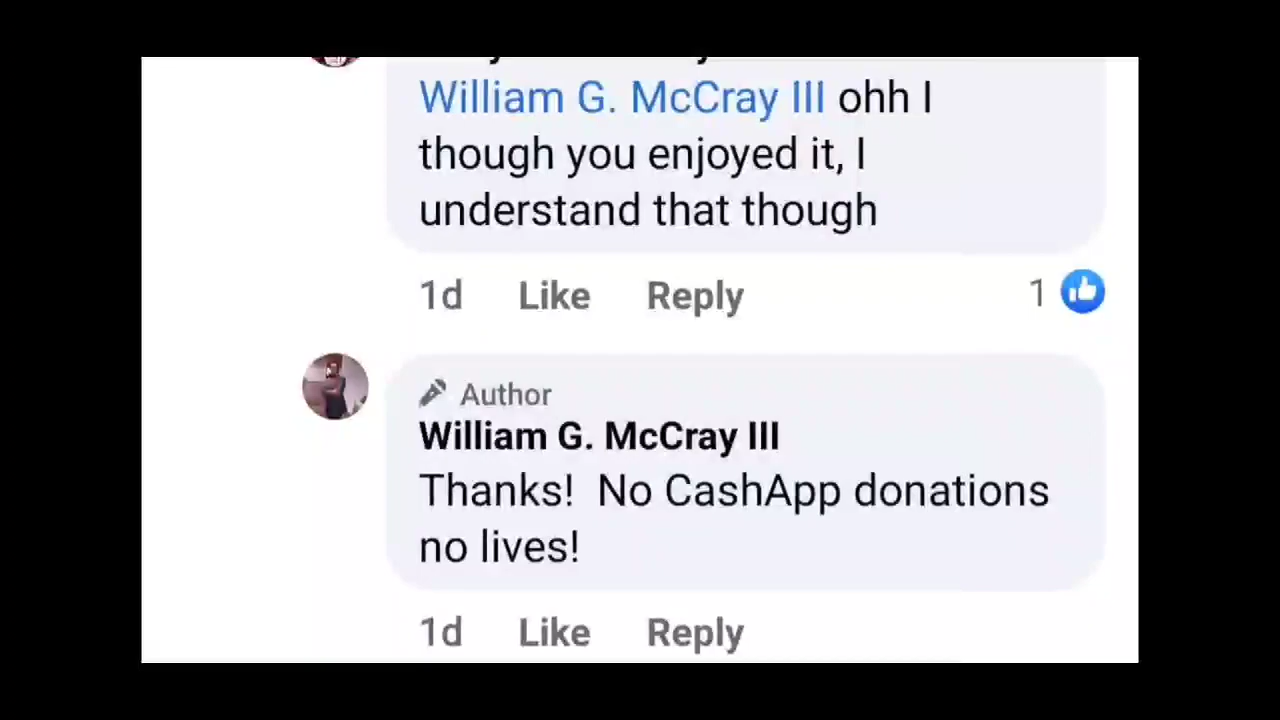 William G. McCray III ohh I
though you enjoyed it, I
understand that though
1d Like Reply 1
Author
William G. McCray III
Thanks! No CashApp donations
no lives!
1d Like Reply